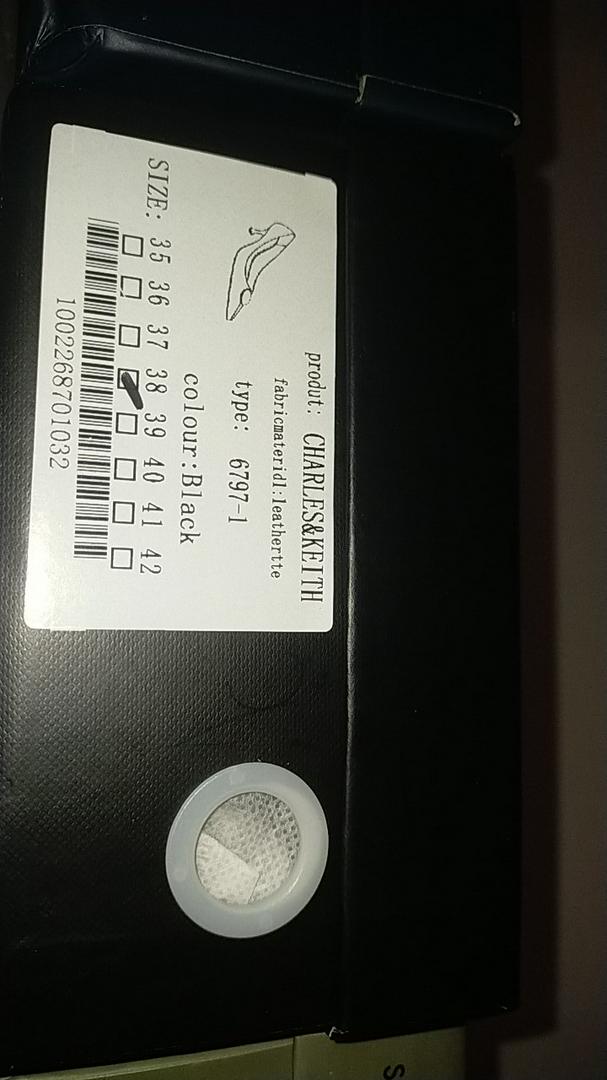 produt: CHARLES&KEITH
fabricmateridl:leathertte
type: 6797-1
colour:Black
SIZE: 35 36 37 38 39 40 41 42
1002268701032
S